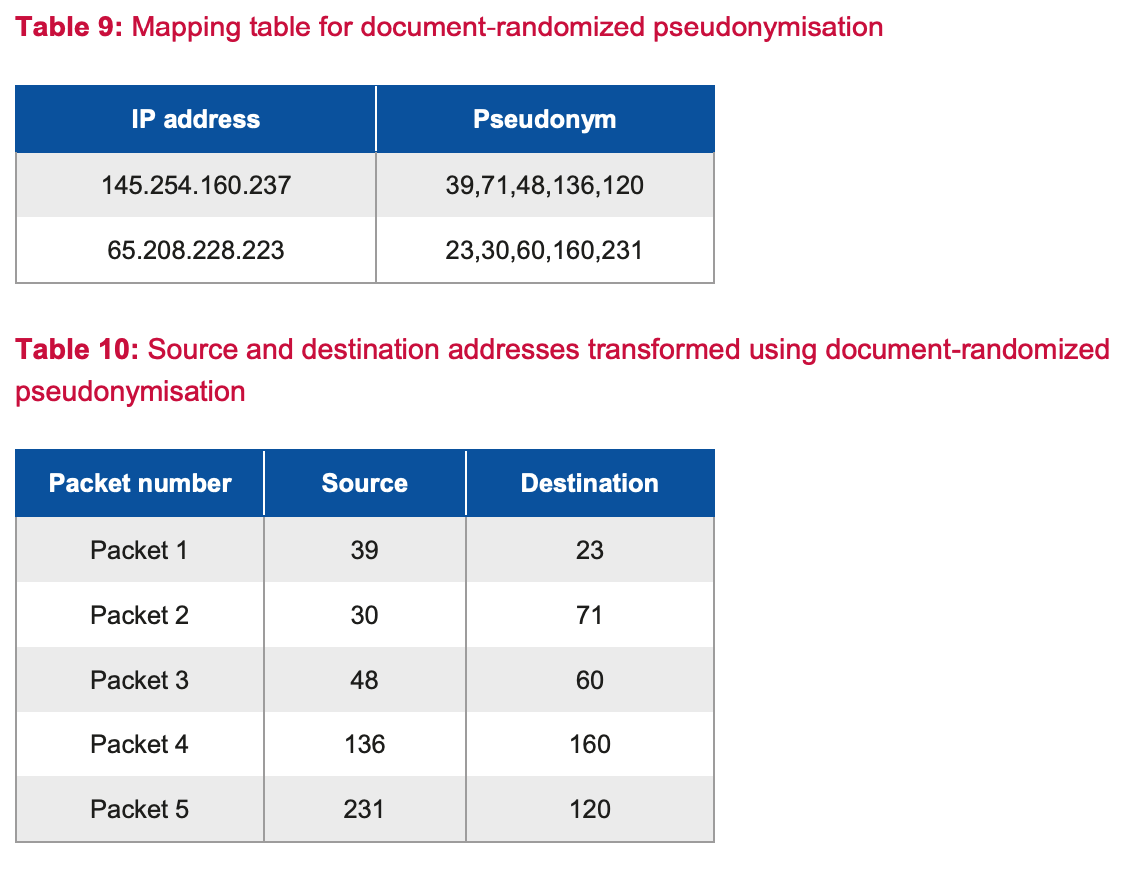 Table 9: Mapping table for document-randomized pseudonymisation
IP address Pseudonym
145.254.160.237 39,71,48,136,120
65.208.228.223 23,30,60,160,231
Table 10: Source and destination addresses transformed using document-randomized
pseudonymisation
Packet number Source Destination
Packet 1 39 23
Packet 2 30 71
Packet 3 48 60
Packet 4 136 160
Packet 5 231 120